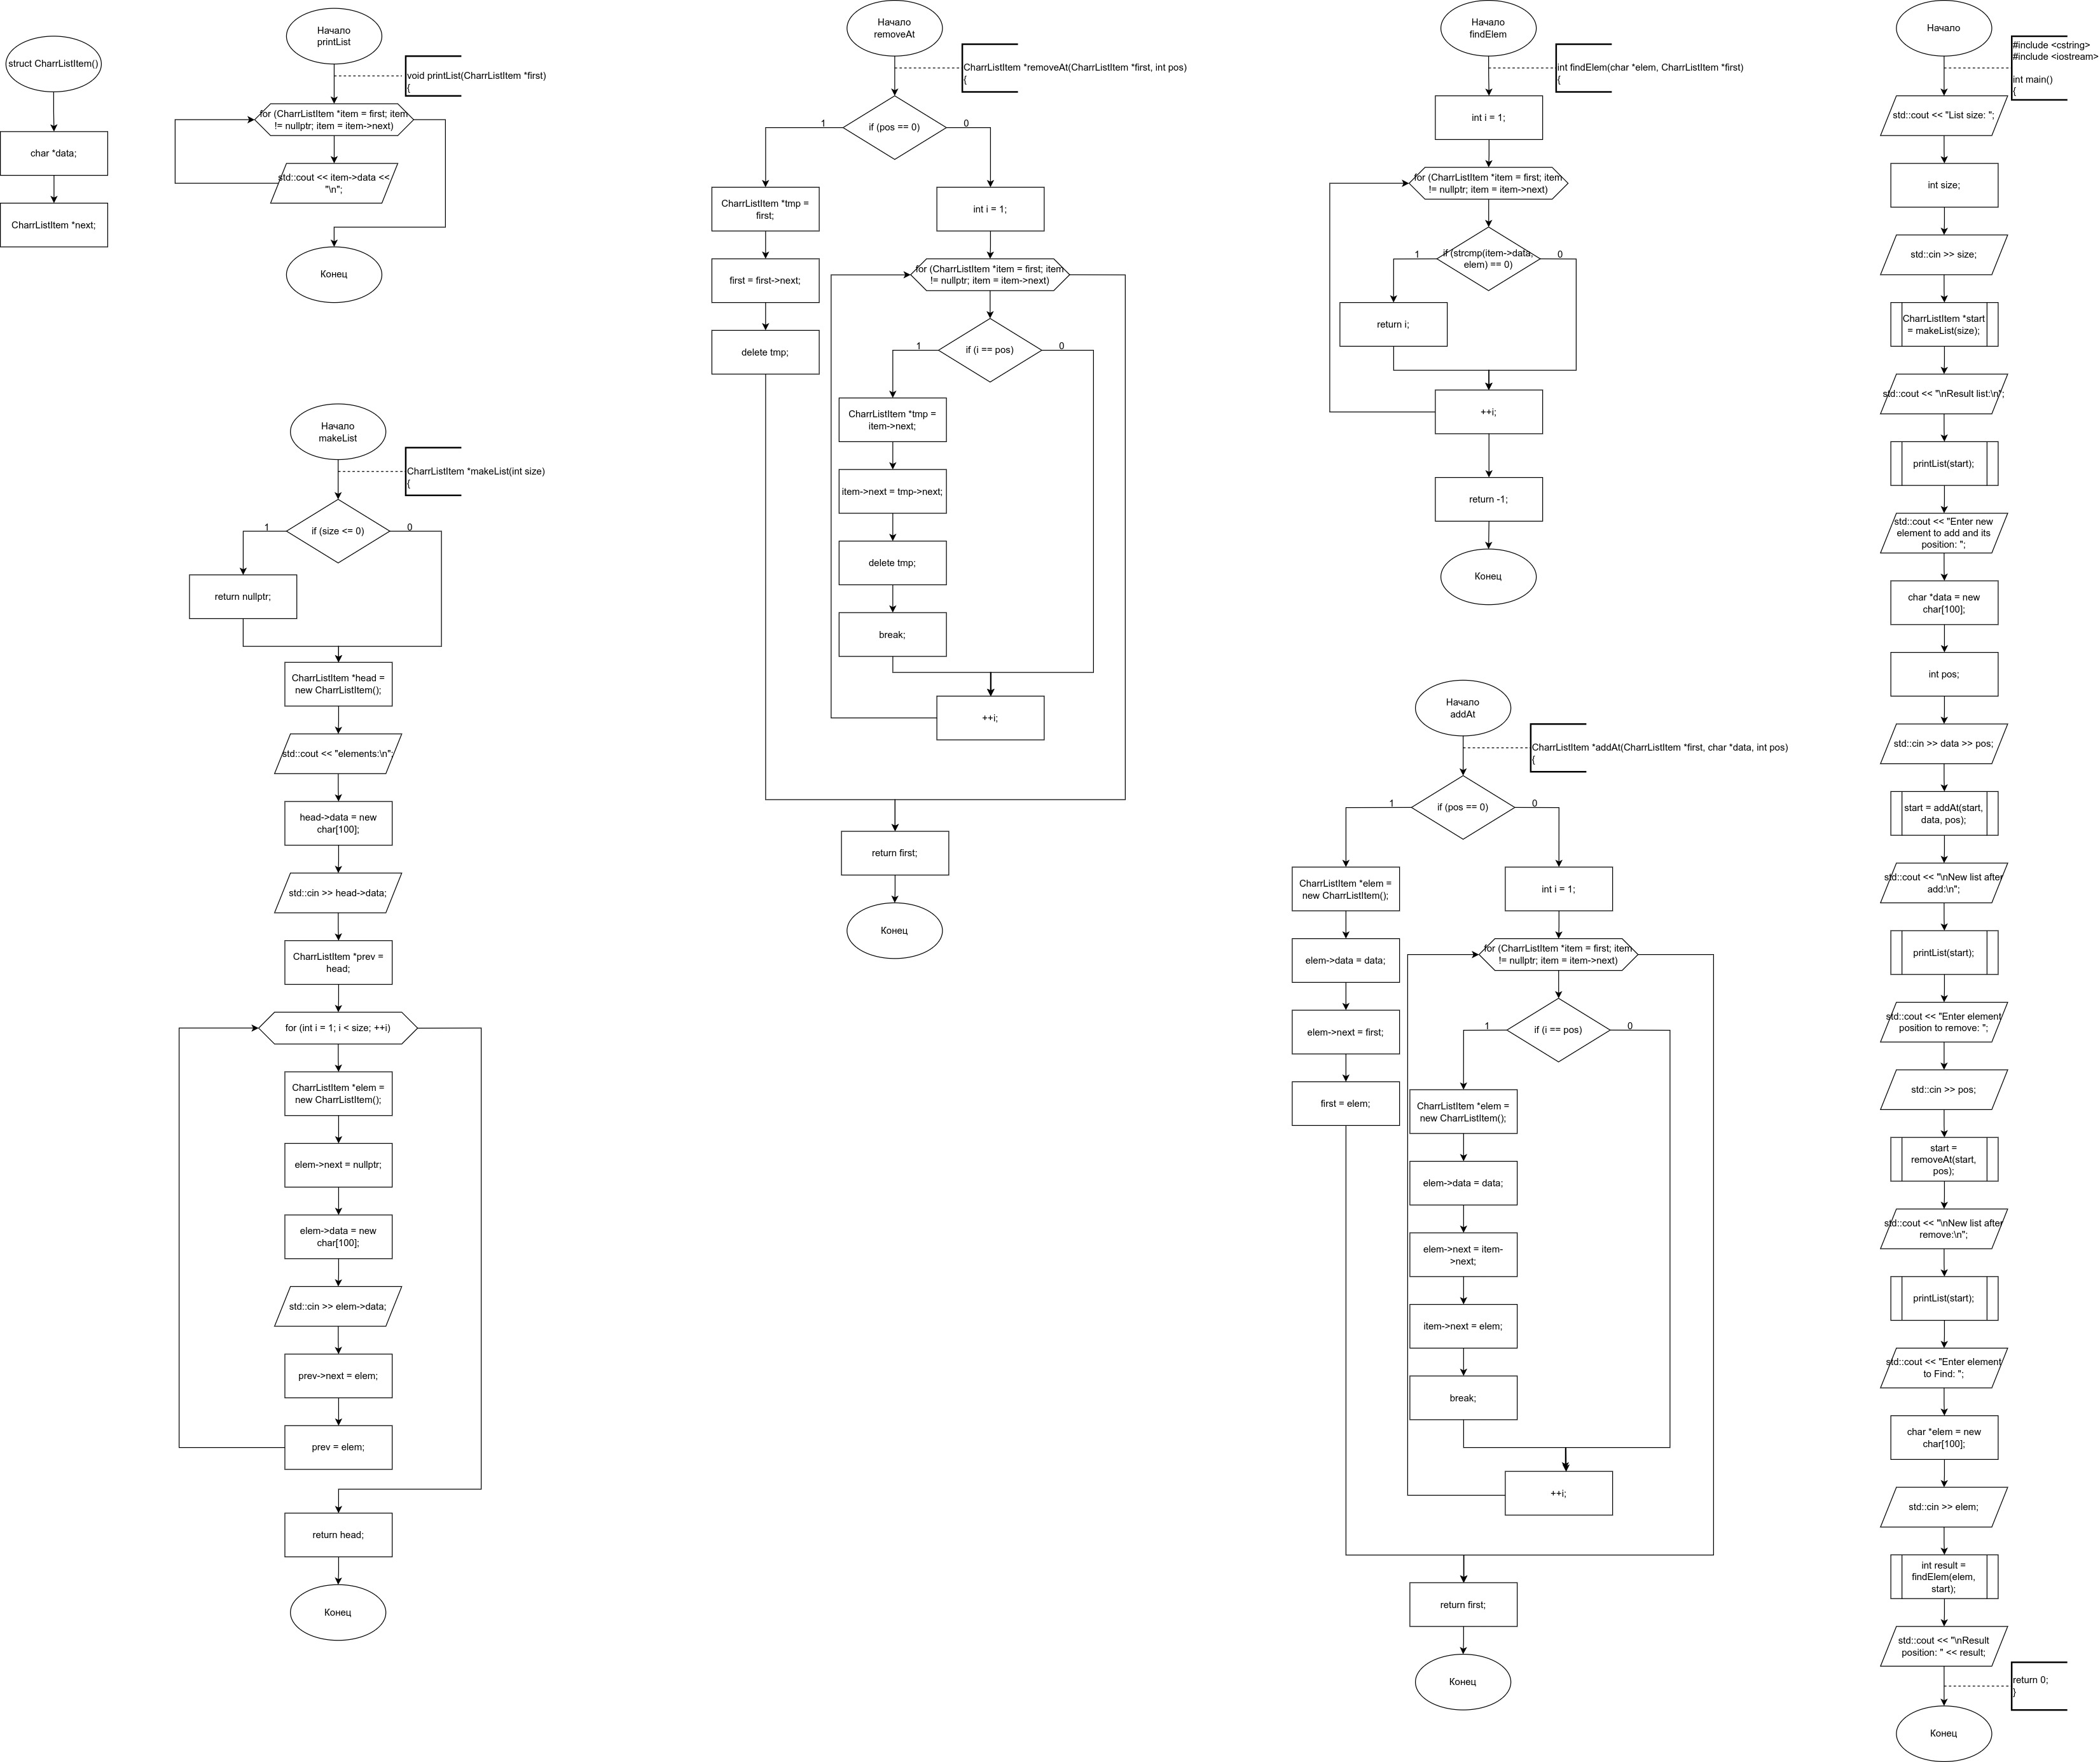 struct CharrListItem()
char *data;
CharrListItem *next;
Начало
printList
void printList(CharrListItem *first)
{
for (CharrListItem *item = first; item
!= nullptr; item = item->next)
std::cout << item->data <<
"\n";
Конец
Начало
makeList
CharrListItem *makeList(int size)
{
if (size <= 0)
1
0
return nullptr;
CharrListItem *head =
new CharrListItem();
std::cout << "elements:\n";
head->data = new
char[100];
std::cin >> head->data;
CharrListItem *prev =
head;
for (int i = 1; i < size; ++i)
CharrListItem *elem =
new CharrListItem();
elem->next = nullptr;
elem->data = new
char[100];
std::cin >> elem->data;
prev->next = elem;
prev = elem;
return head;
Конец
Начало
removeAt
CharrListItem *removeAt(CharrListItem *first, int pos)
{
if (pos == 0)
1
0
CharrListItem *tmp =
first;
first = first->next;
delete tmp;
int i = 1;
for (CharrListItem *item = first; item
!= nullptr; item = item->next)
if (i == pos)
1
0
CharrListItem *tmp =
item->next;
item->next = tmp->next;
delete tmp;
break;
++i;
return first;
Конец
Начало
findElem
int findElem(char *elem, CharrListItem *first)
{
int i = 1;
for (CharrListItem *item = first; item
!= nullptr; item = item->next)
if (strcmp(item->data,
elem) == 0)
1
0
return i;
++i;
return -1;
Конец
Начало
addAt
CharrListItem *addAt(CharrListItem *first, char *data, int pos)
{
if (pos == 0)
1
0
CharrListItem *elem =
new CharrListItem();
elem->data = data;
elem->next = first;
first = elem;
int i = 1;
for (CharrListItem *item = first; item
!= nullptr; item = item->next)
if (i == pos)
1
0
CharrListItem *elem =
new CharrListItem();
elem->data = data;
elem->next = item-
>next;
item->next = elem;
break;
++i;
return first;
Конец
Начало
#include <cstring>
#include <iostream>
int main()
{
std::cout << "List size: ";
int size;
std::cin >> size;
CharrListItem *start
= makeList(size);
std::cout << "\nResult list:\n";
printList(start);
std::cout << "Enter new
element to add and its
position: ";
char *data = new
char[100];
int pos;
std::cin >> data >> pos;
start = addAt(start,
data, pos);
std::cout << "\nNew list after
add:\n";
printList(start);
std::cout << "Enter element
position to remove: ";
std::cin >> pos;
start =
removeAt(start,
pos);
std::cout << "\nNew list after
remove:\n";
printList(start);
std::cout << "Enter element
to Find: ";
char *elem = new
char[100];
std::cin >> elem;
int result =
findElem(elem,
start);
std::cout << "\nResult
position: " << result;
return 0;
}
Конец